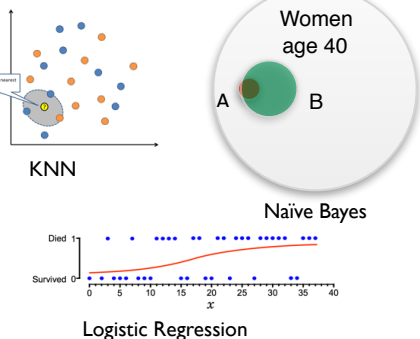 nearest
?
KNN
Women
age 40
A
B
Naïve Bayes
Died 1
Survived 0
0 5 10 15 20 25 30 35 40
x
Logistic Regression